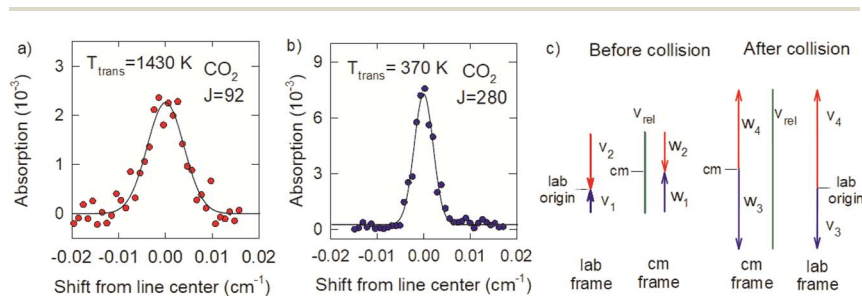 a)
T_trans=1430 K
CO₂
J=92
Absorption (10⁻³)
3
2
1
0
-0.02 -0.01 0.00 0.01 0.02
Shift from line center (cm⁻¹)
b)
T_trans=370 K
CO₂
J=280
Absorption (10⁻³)
9
6
3
0
-0.02 -0.01 0.00 0.01 0.02
Shift from line center (cm⁻¹)
c)
Before collision
After collision
v_rel
v₂
w₂
cm
lab
origin
v₁
w₁
lab
frame
cm
frame
w₄
v_rel
v₄
cm
w₃
lab
origin
v₃
cm
frame
lab
frame